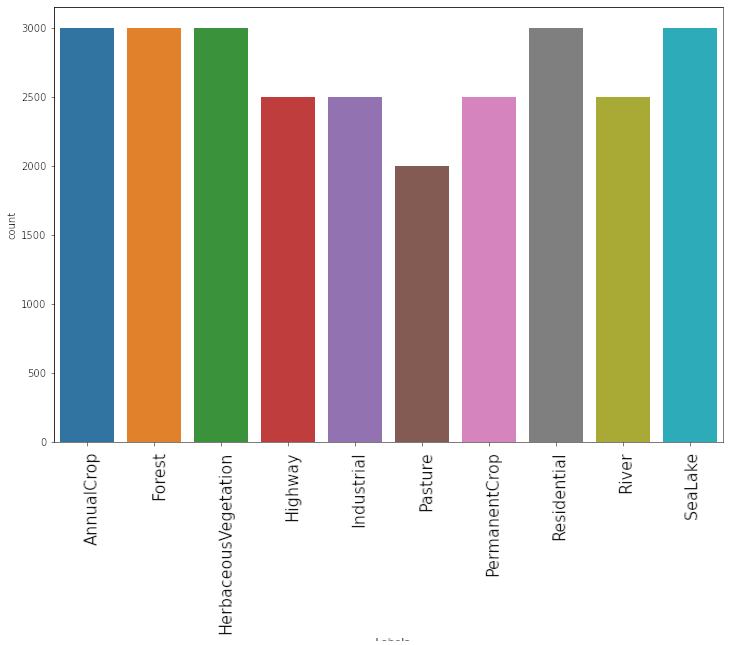 3000
2500
2000
1500
1000
500
0
count
AnnualCrop
Forest
HerbaceousVegetation
Highway
Industrial
Pasture
PermanentCrop
Residential
River
SeaLake